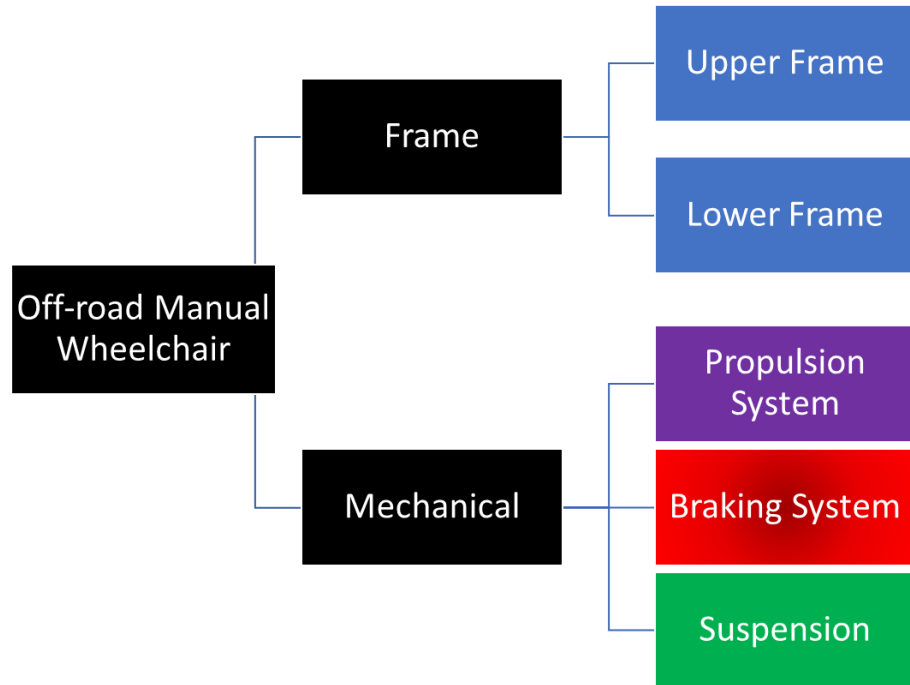 Upper Frame
Frame
Lower Frame
Off-road Manual
Wheelchair
Propulsion
System
Mechanical
Braking System
Suspension